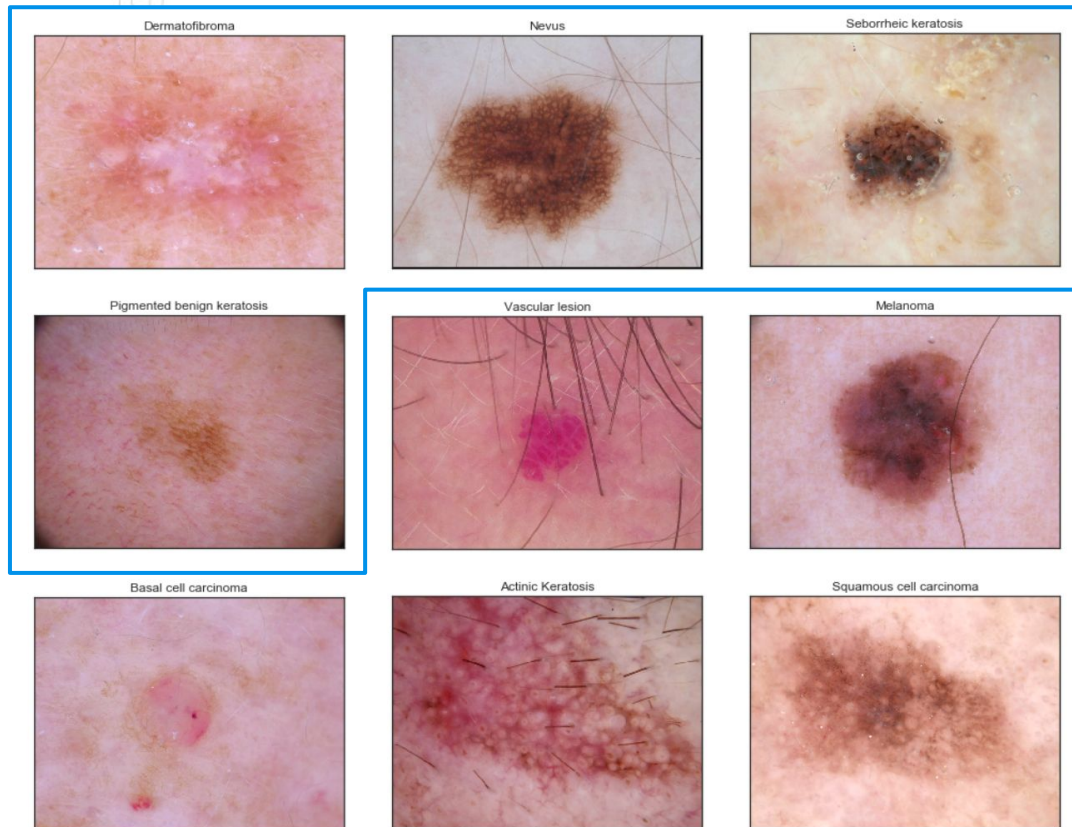 Dermatofibroma
Nevus
Seborrheic keratosis
Pigmented benign keratosis
Vascular lesion
Melanoma
Basal cell carcinoma
Actinic Keratosis
Squamous cell carcinoma